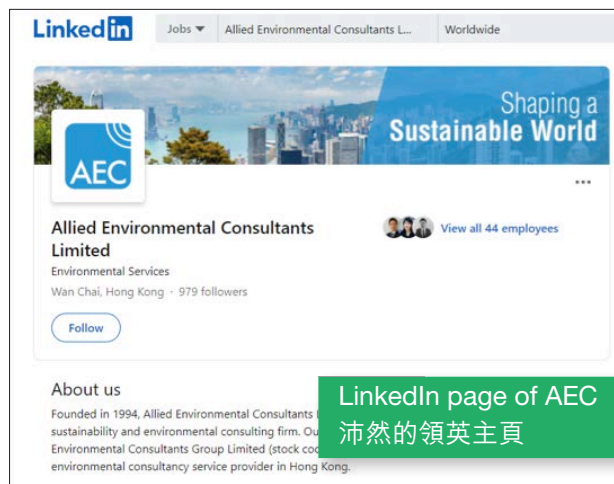 LinkedIn
Jobs
Allied Environmental Consultants L...
Worldwide
Shaping a
Sustainable World
AEC
Allied Environmental Consultants
Limited
View all 44 employees
Environmental Services
Wan Chai, Hong Kong · 979 followers
Follow
About us
Founded in 1994, Allied Environmental Consultants
sustainability and environmental consulting firm.
Environmental Consultants Group Limited (stock
environmental consultancy service provider in Hong Kong.
LinkedIn page of AEC
沛然的領英主頁